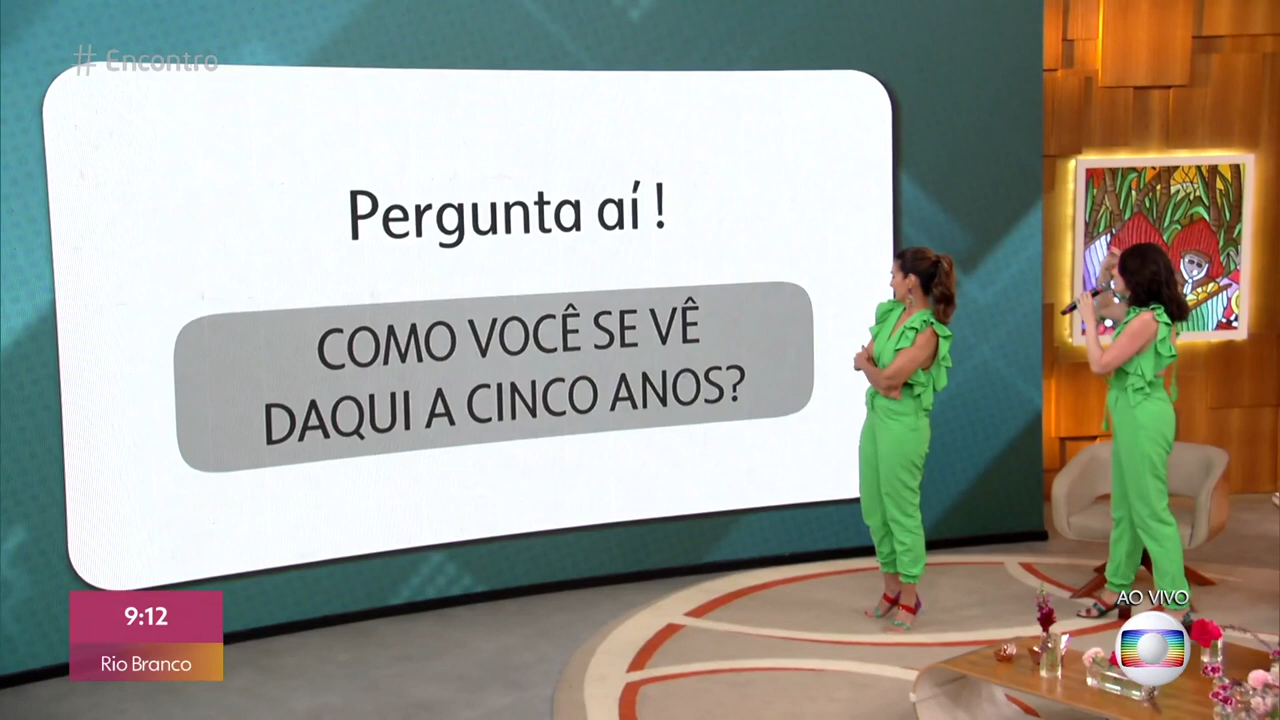 # Encontro
Pergunta aí !
COMO VOCÊ SE VÊ
DAQUI A CINCO ANOS?
9:12
Rio Branco
AO VIVO